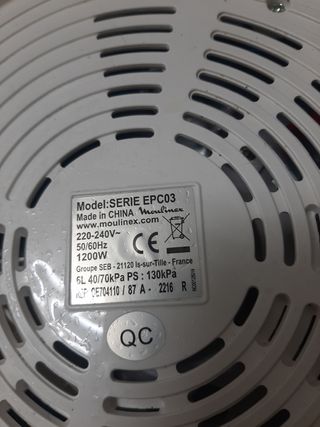 Model:SERIE EPC03
Made in CHINA Moulinex
www.moulinex.com
220-240V~
50/60Hz
1200W
CE
Groupe SEB - 21120 Is-sur-Tille - France
6L 40/70kPa PS : 130kPa
CE704110 / 87 A - 2216 R
QC